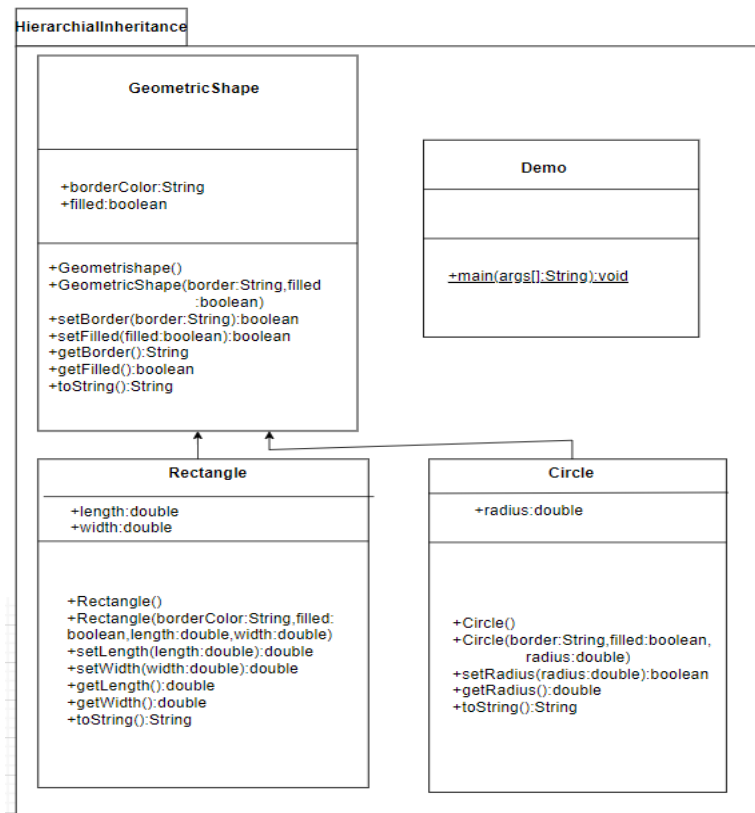 HierarchialInheritance
GeometricShape
+borderColor:String
+filled:boolean
+Geometrishape()
+GeometricShape(border:String,filled
:boolean)
+setBorder(border:String):boolean
+setFilled(filled:boolean):boolean
+getBorder():String
+getFilled():boolean
+toString():String
Demo
+main(args[]:String):void
Rectangle
+length:double
+width:double
+Rectangle()
+Rectangle(borderColor:String,filled:
boolean,length:double,width:double)
+setLength(length:double):double
+setWidth(width:double):double
+getLength():double
+getWidth():double
+toString():String
Circle
+radius:double
+Circle()
+Circle(border:String,filled:boolean,
radius:double)
+setRadius(radius:double):boolean
+getRadius():double
+toString():String